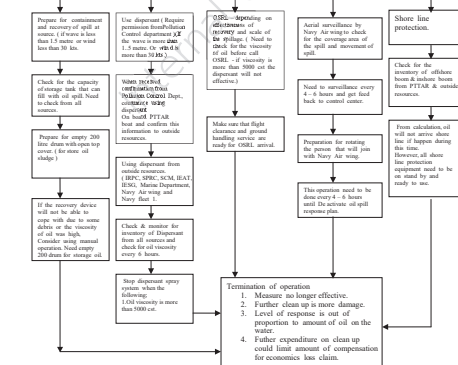 Prepare for containment
and recovery of spill at
source. ( if wave is less
than 1.5 metre or wind
less than 30 kts.
Check for the capacity
of storage tank that can
fill with oil spill. Need
to check from all
sources.
Prepare for empty 200
litre drum with open top
cover. ( for store oil
sludge )
If the recovery device
will not be able to
cope with due to some
debris or the viscosity
of oil was high,
Consider using manual
operation. Need empty
200 drum for storage oil.
Use dispersant ( Require
permission from Pollution
Control department ) if
wave is more than
1..5 metre. Or wind is
more than 30 kts )
When received
confirmation from
Pollution Control Dept.,
commence using
dispersant
On board PTTAR
boat and confirm this
information to outside
resources.
Using dispersant from
outside resources.
( IRPC, SPRC, SCM, IEAT,
IESG, Marine Department,
Navy Air wing and
Navy fleet 1.
Check & monitor for
inventory of Dispersant
from all sources and
check for oil viscosity
every 6 hours.
Stop dispersant spray
system when the
following;
1.Oil viscosity is more
than 5000 cst.
OSRL – depending on
effectiveness of
recovery and scale of
the spillage. ( Need to
check for the viscosity
of oil before call
OSRL - if viscosity is
more than 5000 cst the
dispersant will not
effective.)
Make sure that flight
clearance and ground
handling service are
ready for OSRL arrival.
Aerial surveillance by
Navy Air wing to check
for the coverage area of
the spill and movement of
spill.
Need to surveillance every
4 – 6 hours and get feed
back to control center.
Preparation for rotating
the person that will join
with Navy Air wing.
This operation need to be
done every 4 – 6 hours
until De activate oil spill
response plan.
Shore line
protection.
Check for the
inventory of offshore
boom & inshore boom
from PTTAR & outside
resources.
From calculation, oil
will not arrive shore
line if happen during
this time.
However, all shore
line protection
equipment need to be
on stand by and
ready to use.
Termination of operation
1. Measure no longer effective.
2. Further clean up is more damage.
3. Level of response is out of
proportion to amount of oil on the
water.
4. Futher expenditure on clean up
could limit amount of compensation
for economics loss claim.